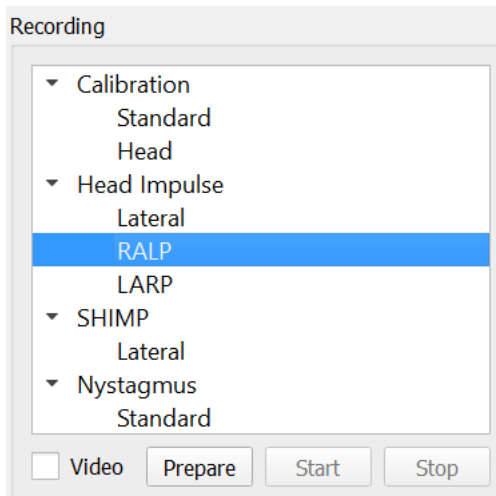 Recording
Calibration
Standard
Head
Head Impulse
Lateral
RALP
LARP
SHIMP
Lateral
Nystagmus
Standard
Video Prepare Start Stop